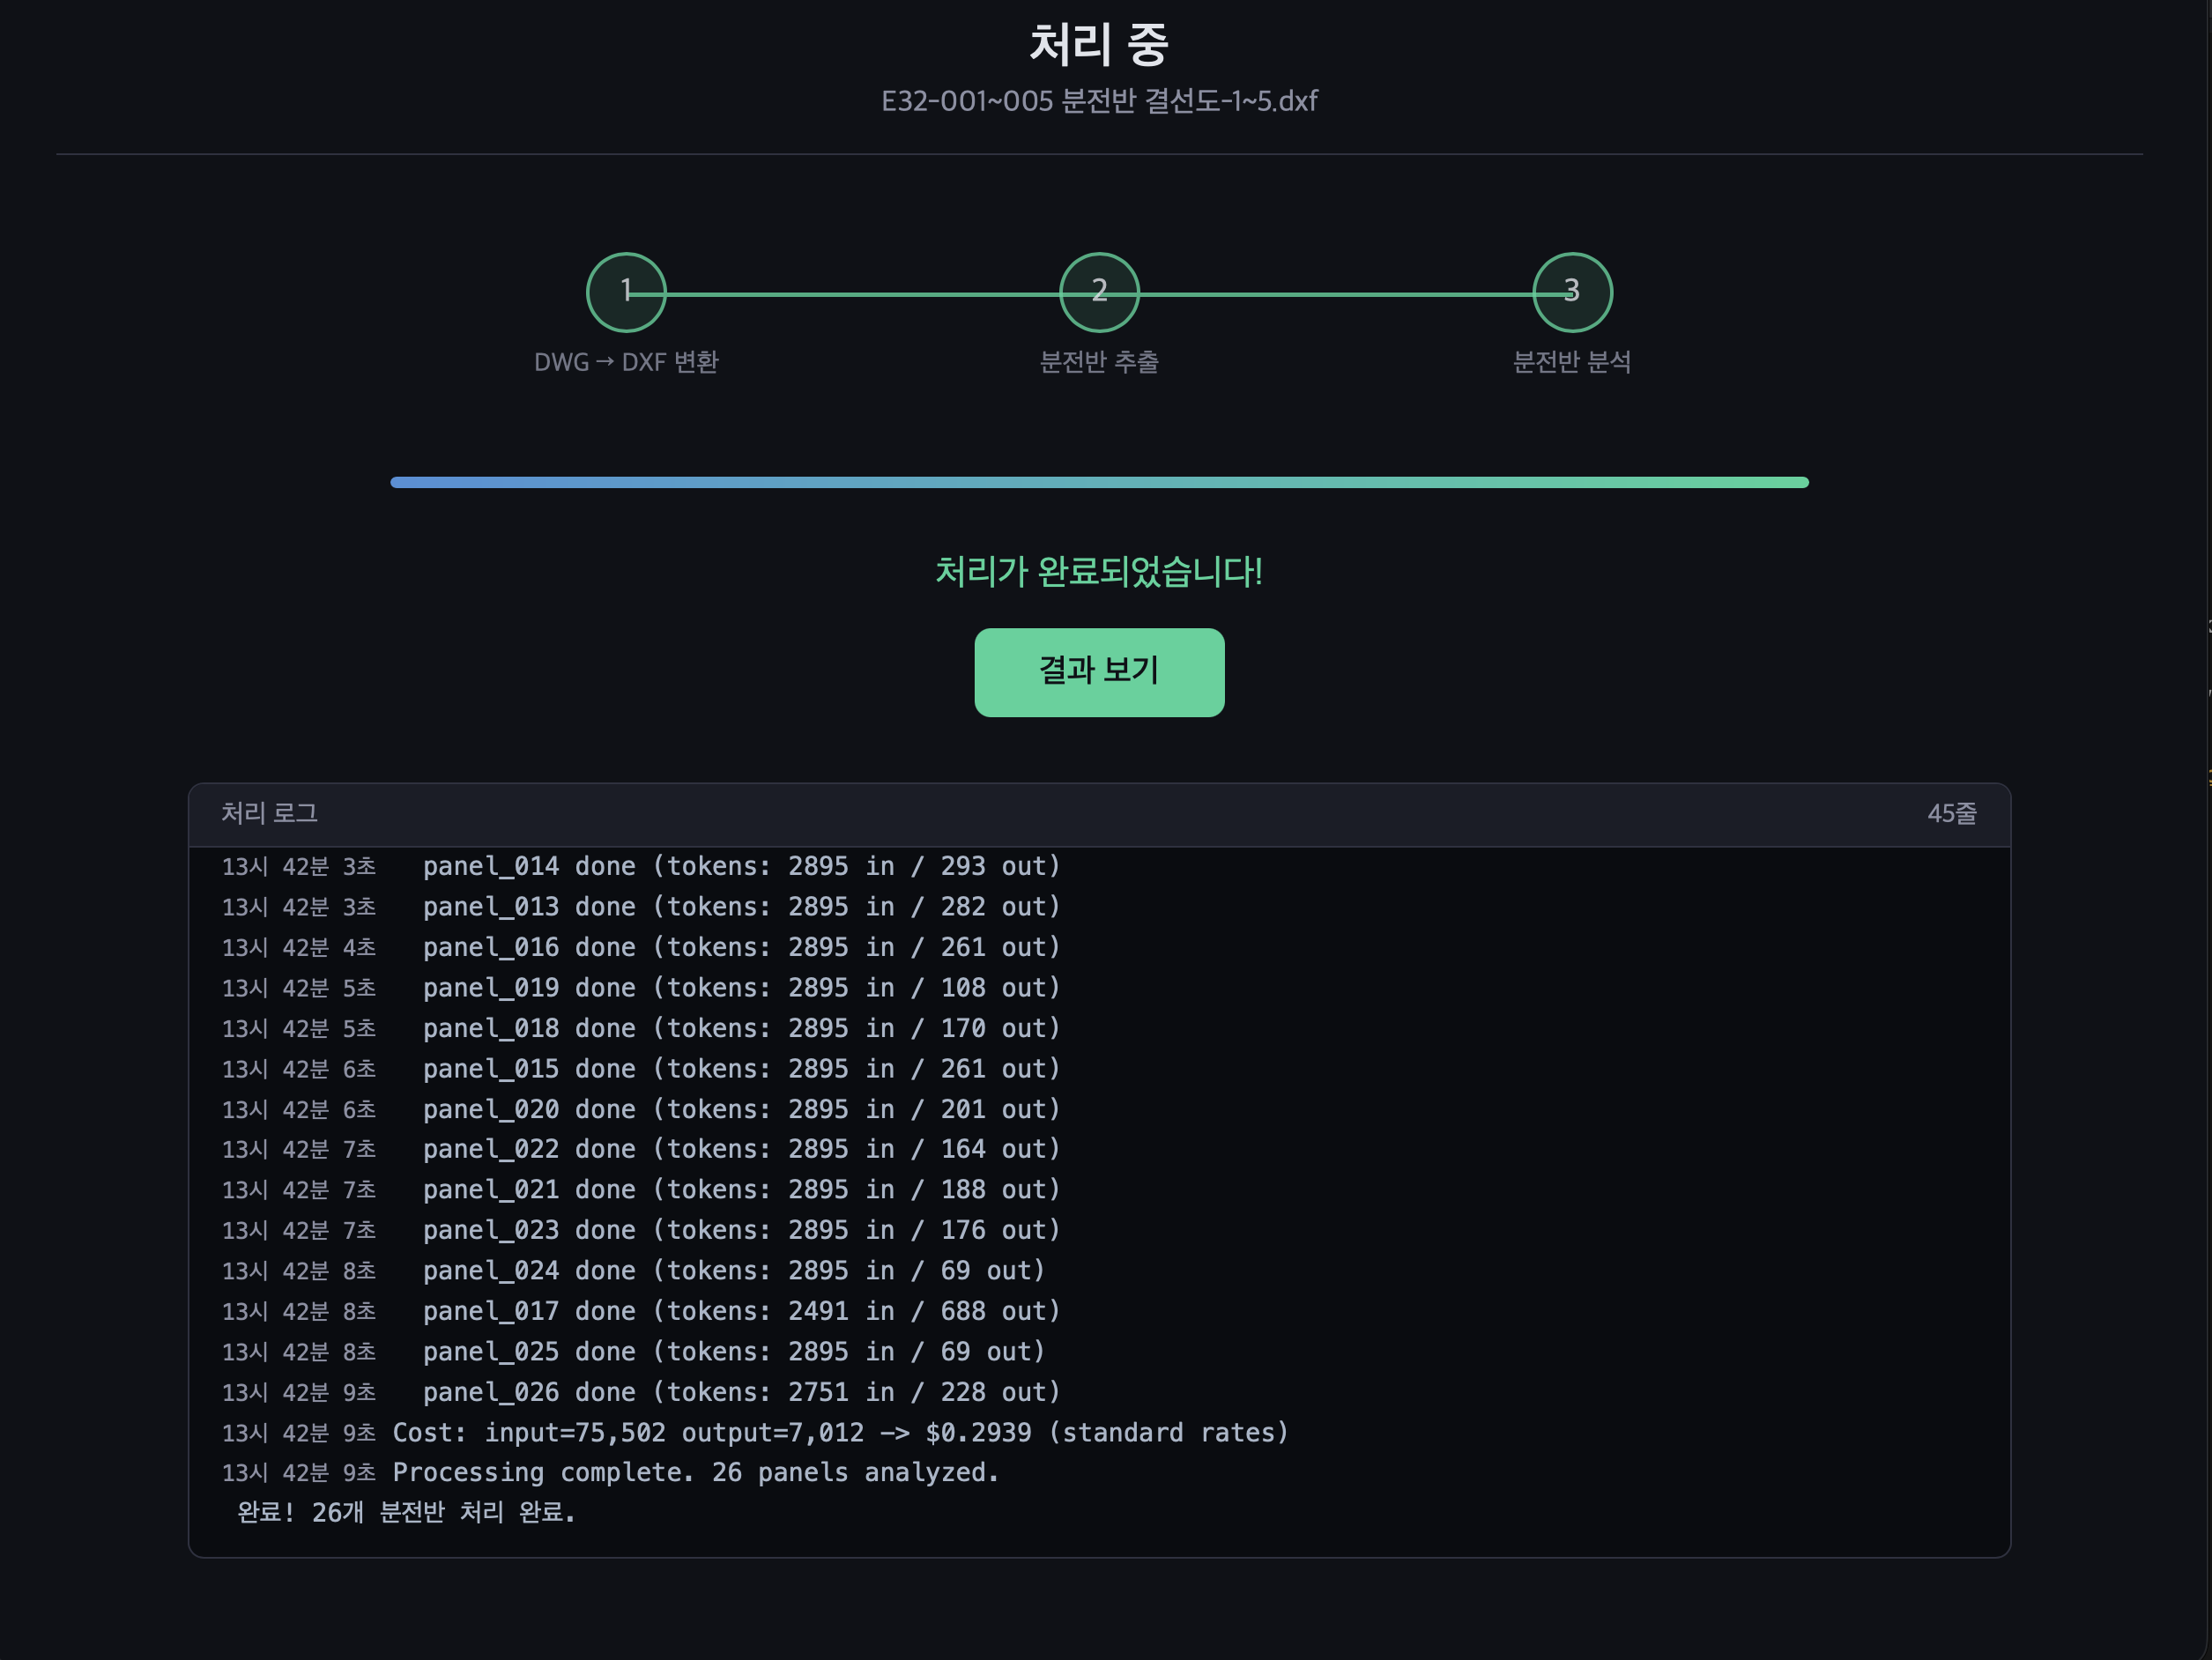 처리 중
E32-001~005 분전반 결선도-1~5.dxf
1
2
3
DWG → DXF 변환
분전반 추출
분전반 분석
처리가 완료되었습니다!
결과 보기
처리 로그
45줄
13시 42분 3초 panel_014 done (tokens: 2895 in / 293 out)
13시 42분 3초 panel_013 done (tokens: 2895 in / 282 out)
13시 42분 4초 panel_016 done (tokens: 2895 in / 261 out)
13시 42분 5초 panel_019 done (tokens: 2895 in / 108 out)
13시 42분 5초 panel_018 done (tokens: 2895 in / 170 out)
13시 42분 6초 panel_015 done (tokens: 2895 in / 261 out)
13시 42분 6초 panel_020 done (tokens: 2895 in / 201 out)
13시 42분 7초 panel_022 done (tokens: 2895 in / 164 out)
13시 42분 7초 panel_021 done (tokens: 2895 in / 188 out)
13시 42분 7초 panel_023 done (tokens: 2895 in / 176 out)
13시 42분 8초 panel_024 done (tokens: 2895 in / 69 out)
13시 42분 8초 panel_017 done (tokens: 2491 in / 688 out)
13시 42분 8초 panel_025 done (tokens: 2895 in / 69 out)
13시 42분 9초 panel_026 done (tokens: 2751 in / 228 out)
13시 42분 9초 Cost: input=75,502 output=7,012 -> $0.2939 (standard rates)
13시 42분 9초 Processing complete. 26 panels analyzed.
완료! 26개 분전반 처리 완료.